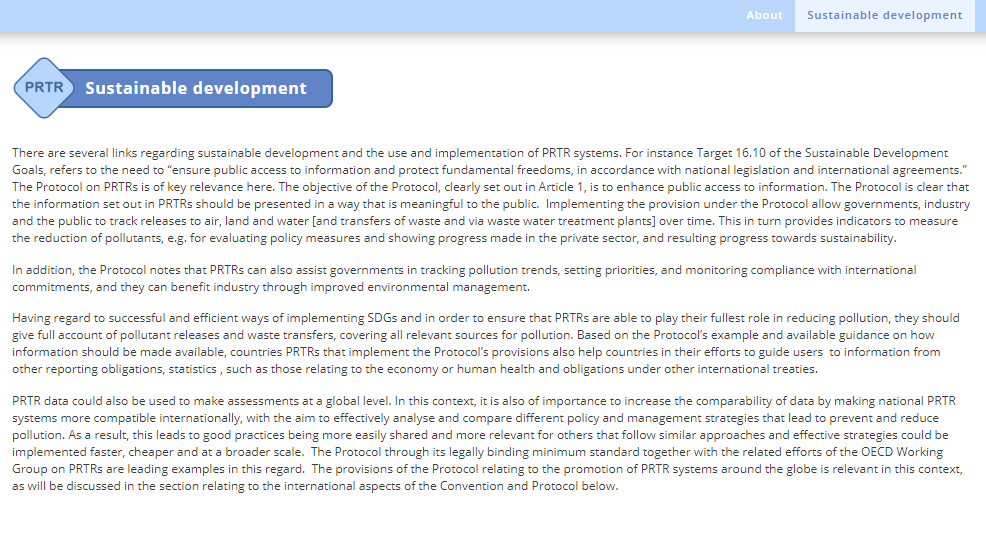 About
Sustainable development
PRTR
Sustainable development
There are several links regarding sustainable development and the use and implementation of PRTR systems. For instance Target 16.10 of the Sustainable Development
Goals, refers to the need to “ensure public access to information and protect fundamental freedoms, in accordance with national legislation and international agreements.”
The Protocol on PRTRs is of key relevance here. The objective of the Protocol, clearly set out in Article 1, is to enhance public access to information. The Protocol is clear that
the information set out in PRTRs should be presented in a way that is meaningful to the public.  Implementing the provision under the Protocol allow governments, industry
and the public to track releases to air, land and water [and transfers of waste and via waste water treatment plants] over time. This in turn provides indicators to measure
the reduction of pollutants, e.g. for evaluating policy measures and showing progress made in the private sector, and resulting progress towards sustainability.
In addition, the Protocol notes that PRTRs can also assist governments in tracking pollution trends, setting priorities, and monitoring compliance with international
commitments, and they can benefit industry through improved environmental management.
Having regard to successful and efficient ways of implementing SDGs and in order to ensure that PRTRs are able to play their fullest role in reducing pollution, they should
give full account of pollutant releases and waste transfers, covering all relevant sources for pollution. Based on the Protocol’s example and available guidance on how
information should be made available, countries PRTRs that implement the Protocol’s provisions also help countries in their efforts to guide users  to information from
other reporting obligations, statistics , such as those relating to the economy or human health and obligations under other international treaties.
PRTR data could also be used to make assessments at a global level. In this context, it is also of importance to increase the comparability of data by making national PRTR
systems more compatible internationally, with the aim to effectively analyse and compare different policy and management strategies that lead to prevent and reduce
pollution. As a result, this leads to good practices being more easily shared and more relevant for others that follow similar approaches and effective strategies could be
implemented faster, cheaper and at a broader scale.  The Protocol through its legally binding minimum standard together with the related efforts of the OECD Working
Group on PRTRs are leading examples in this regard.  The provisions of the Protocol relating to the promotion of PRTR systems around the globe is relevant in this context,
as will be discussed in the section relating to the international aspects of the Convention and Protocol below.